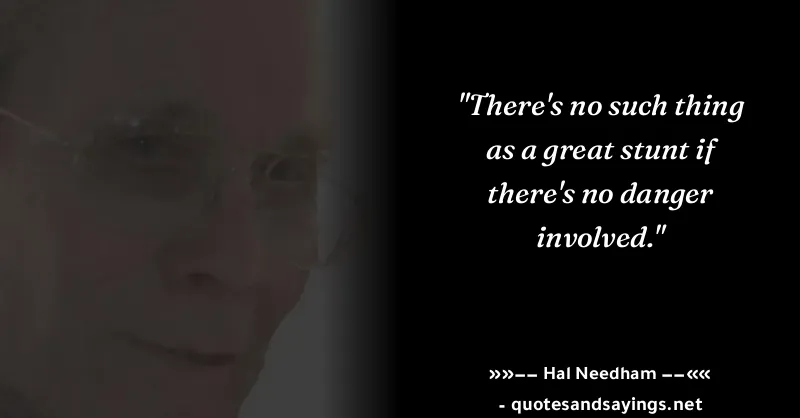 "There's no such thing
as a great stunt if
there's no danger
involved."
»»–– Hal Needham ––««
- quotesandsayings.net